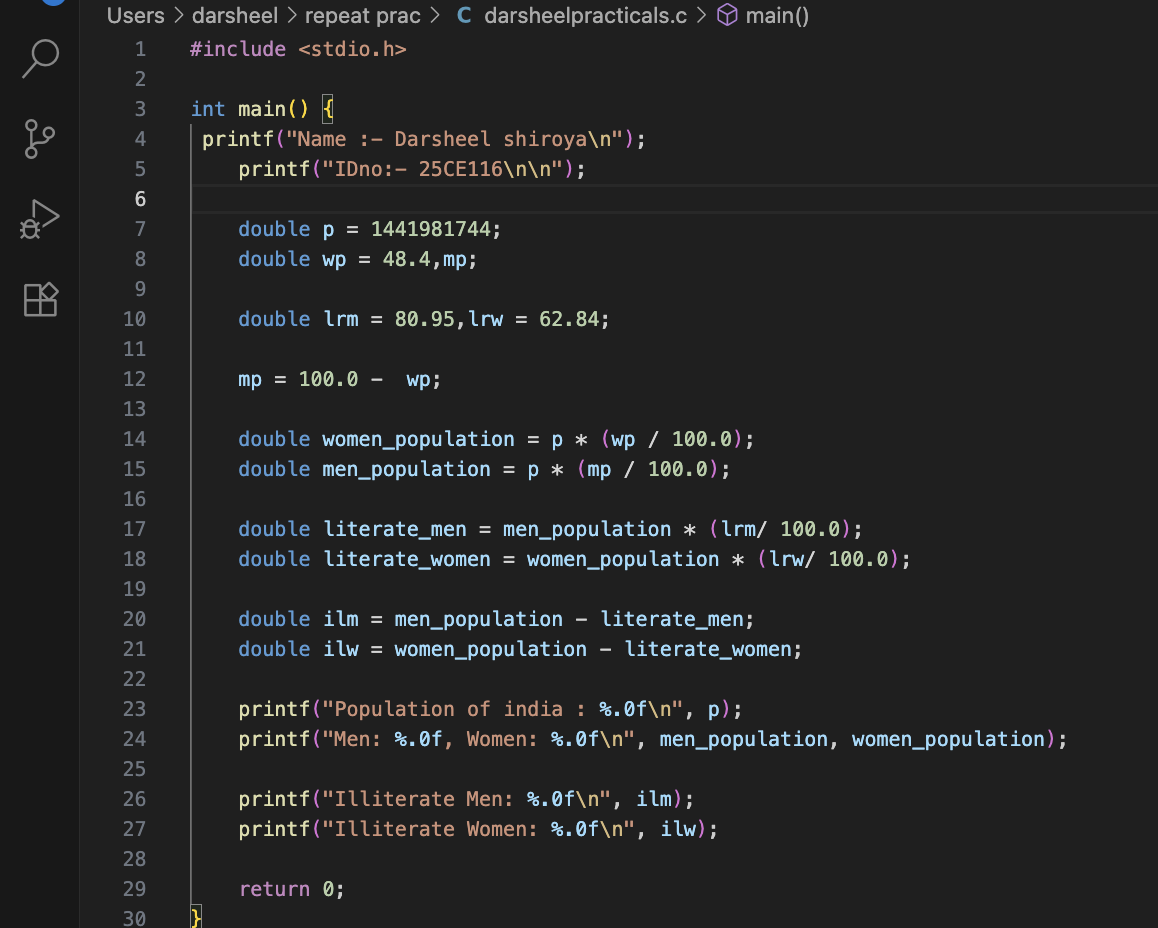 Users > darsheel > repeat prac > C darsheelpracticals.c > main()
1 #include <stdio.h>
2
3 int main() {
4 printf("Name :- Darsheel shiroya\n");
5 printf("IDno:- 25CE116\n\n");
6
7 double p = 1441981744;
8 double wp = 48.4,mp;
9
10 double lrm = 80.95,lrw = 62.84;
11
12 mp = 100.0 -  wp;
13
14 double women_population = p * (wp / 100.0);
15 double men_population = p * (mp / 100.0);
16
17 double literate_men = men_population * (lrm/ 100.0);
18 double literate_women = women_population * (lrw/ 100.0);
19
20 double ilm = men_population - literate_men;
21 double ilw = women_population - literate_women;
22
23 printf("Population of india : %.0f\n", p);
24 printf("Men: %.0f, Women: %.0f\n", men_population, women_population);
25
26 printf("Illiterate Men: %.0f\n", ilm);
27 printf("Illiterate Women: %.0f\n", ilw);
28
29 return 0;
30 }